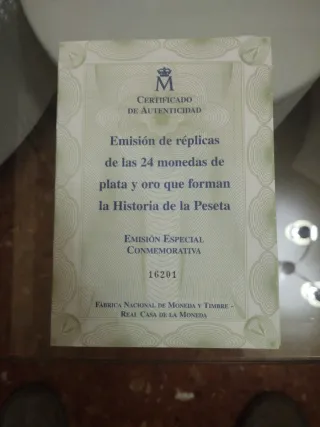 M
CERTIFICADO
DE AUTENTICIDAD
Emisión de réplicas
de las 24 monedas de
plata y oro que forman
la Historia de la Peseta
EMISIÓN ESPECIAL
CONMEMORATIVA
16201
FÁBRICA NACIONAL DE MONEDA Y TIMBRE -
REAL CASA DE LA MONEDA